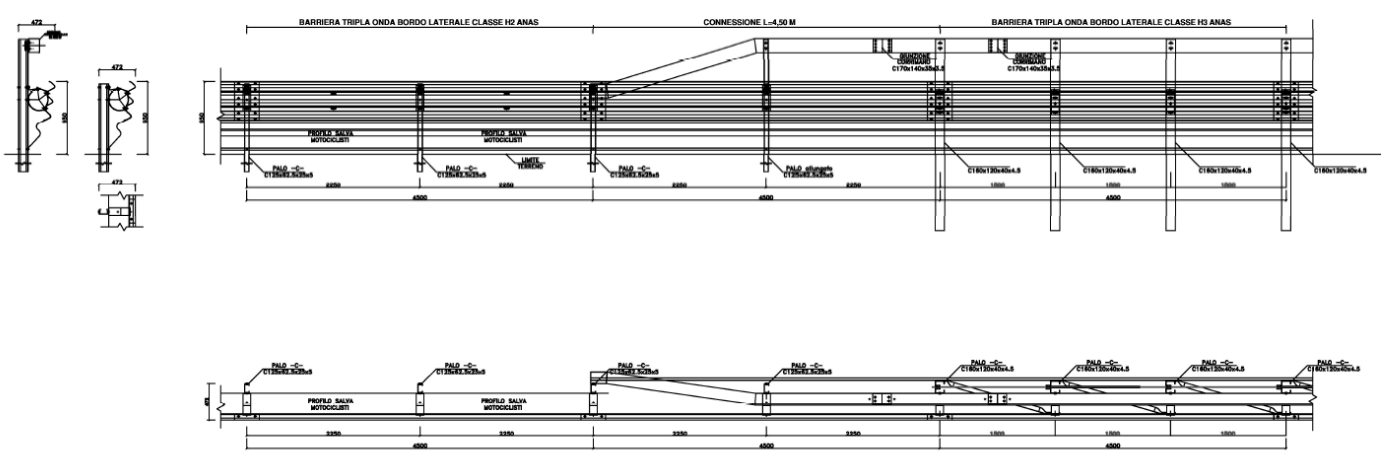 BARRIERA TRIPLA ONDA BORDO LATERALE CLASSE H2 ANAS
CONNESSIONE L=4,50 M
BARRIERA TRIPLA ONDA BORDO LATERALE CLASSE H3 ANAS
472
472
950
950
950
GIUNZIONE
CORRIMANO
C170x140x35x3.5
GIUNZIONE
CORRIMANO
C170x140x35x3.5
PROFILO SALVA
MOTOCICLISTI
PROFILO SALVA
MOTOCICLISTI
LIMITE
TERRENO
PALO -C-
C125x62.5x25x5
PALO -C-
C125x62.5x25x5
PALO -C-
C125x62.5x25x5
PALO allungato
C125x62.5x25x5
C160x120x40x4.5
C160x120x40x4.5
C160x120x40x4.5
C160x120x40x4.5
472
2250
2250
2250
2250
1500
1500
1500
4500
4500
4500
PALO -C-
C125x62.5x25x5
PALO -C-
C125x62.5x25x5
PALO -C-
C125x62.5x25x5
PALO -C-
C125x62.5x25x5
PALO -C-
C160x120x40x4.5
PALO -C-
C160x120x40x4.5
PALO -C-
C160x120x40x4.5
PALO -C-
C160x120x40x4.5
472
PROFILO SALVA
MOTOCICLISTI
PROFILO SALVA
MOTOCICLISTI
2250
2250
2250
2250
1500
1500
1500
4500
4500
4500